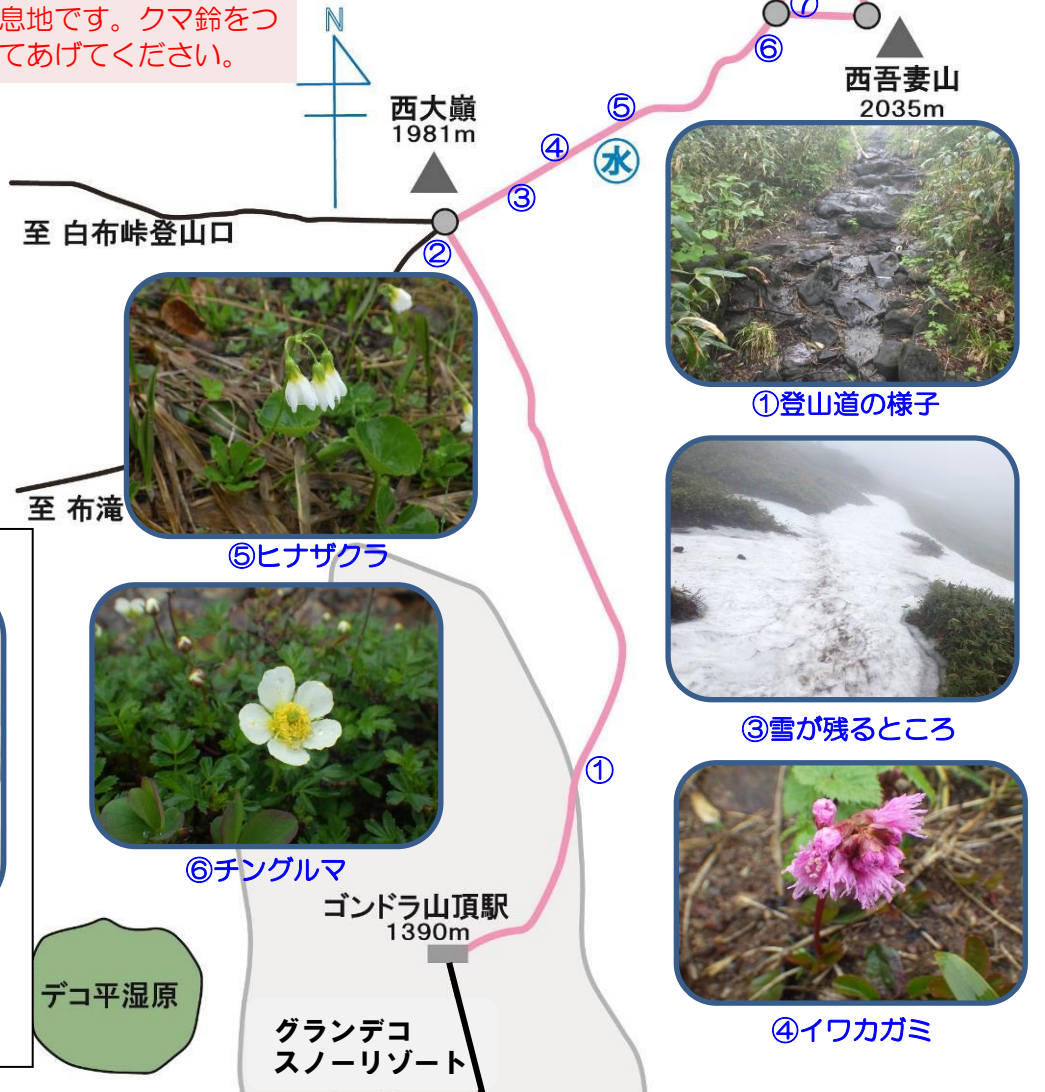 息地です。クマ鈴をつ
てあげてください。
N
⑦
⑥
西吾妻山
2035m
西大巓
1981m
⑤
④
水
③
至 白布峠登山口
②
①登山道の様子
至 布滝
⑤ヒナザクラ
③雪が残るところ
①
⑥チングルマ
ゴンドラ山頂駅
1390m
デコ平湿原
④イワカガミ
グランデコ
スノーリゾート